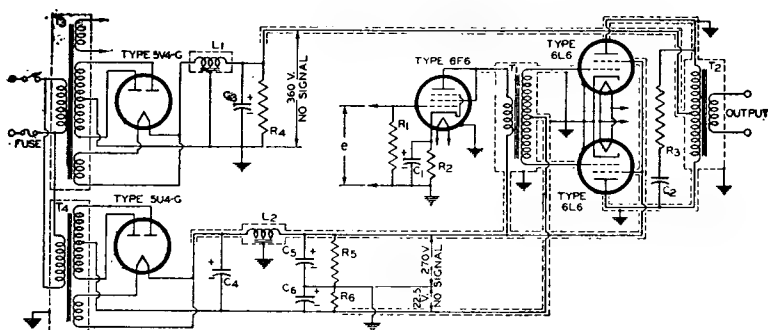 T3
TYPE 5V4-G
L1
C3
R4
360 V.
NO SIGNAL
FUSE
TYPE 6F6
R1
e
C1
R2
T1
TYPE
6L6
TYPE
6L6
R3
C2
T2
OUTPUT
T4
TYPE 5U4-G
L2
C4
C5
C6
R5
R6
270 V.
22.5 V.
NO SIGNAL